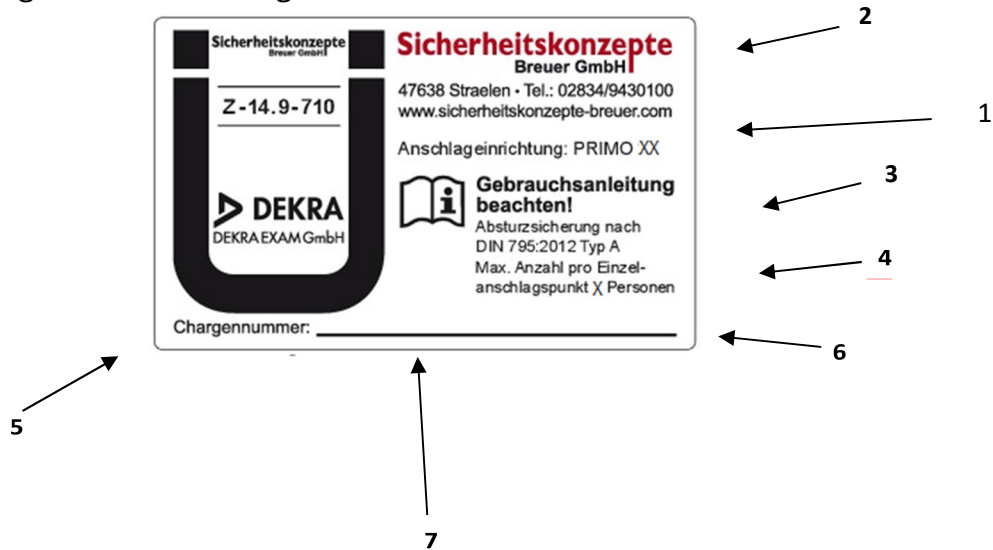 Sicherheitskonzepte
Breuer GmbH
Z-14.9-710
DEKRA
DEKRA EXAM GmbH
Sicherheitskonzepte
Breuer GmbH
47638 Straelen • Tel.: 02834/9430100
www.sicherheitskonzepte-breuer.com
Anschlageinrichtung: PRIMO XX
i
Gebrauchsanleitung
beachten!
Absturzsicherung nach
DIN 795:2012 Typ A
Max. Anzahl pro Einzel-
anschlagspunkt X Personen
Chargennummer:
2
1
3
4
6
5
7